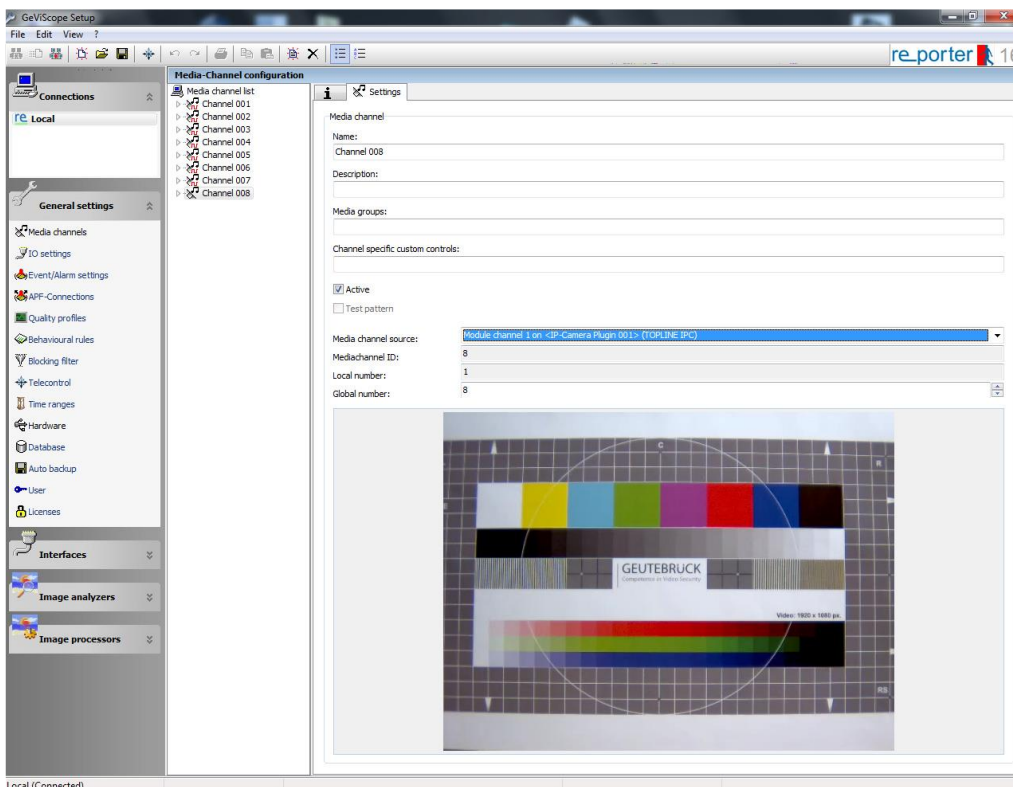 GeViScope Setup
File Edit View ?
re_porter 16
Connections
re Local
General settings
Media channels
IO settings
Event/Alarm settings
APF-Connections
Quality profiles
Behavioural rules
Blocking filter
Telecontrol
Time ranges
Hardware
Database
Auto backup
User
Licenses
Interfaces
Image analyzers
Image processors
Media-Channel configuration
Media channel list
Channel 001
Channel 002
Channel 003
Channel 004
Channel 005
Channel 006
Channel 007
Channel 008
i Settings
Media channel
Name:
Channel 008
Description:
Media groups:
Channel specific custom controls:
Active
Test pattern
Media channel source: Module channel 1 on <IP-Camera Plugin 001> (TOPLINE IPC)
Mediachannel ID: 8
Local number: 1
Global number: 8
C
R
GEUTEBRUCK
Competence in Video Security
Video: 1920 x 1080 px.
RS
Local (Connected)